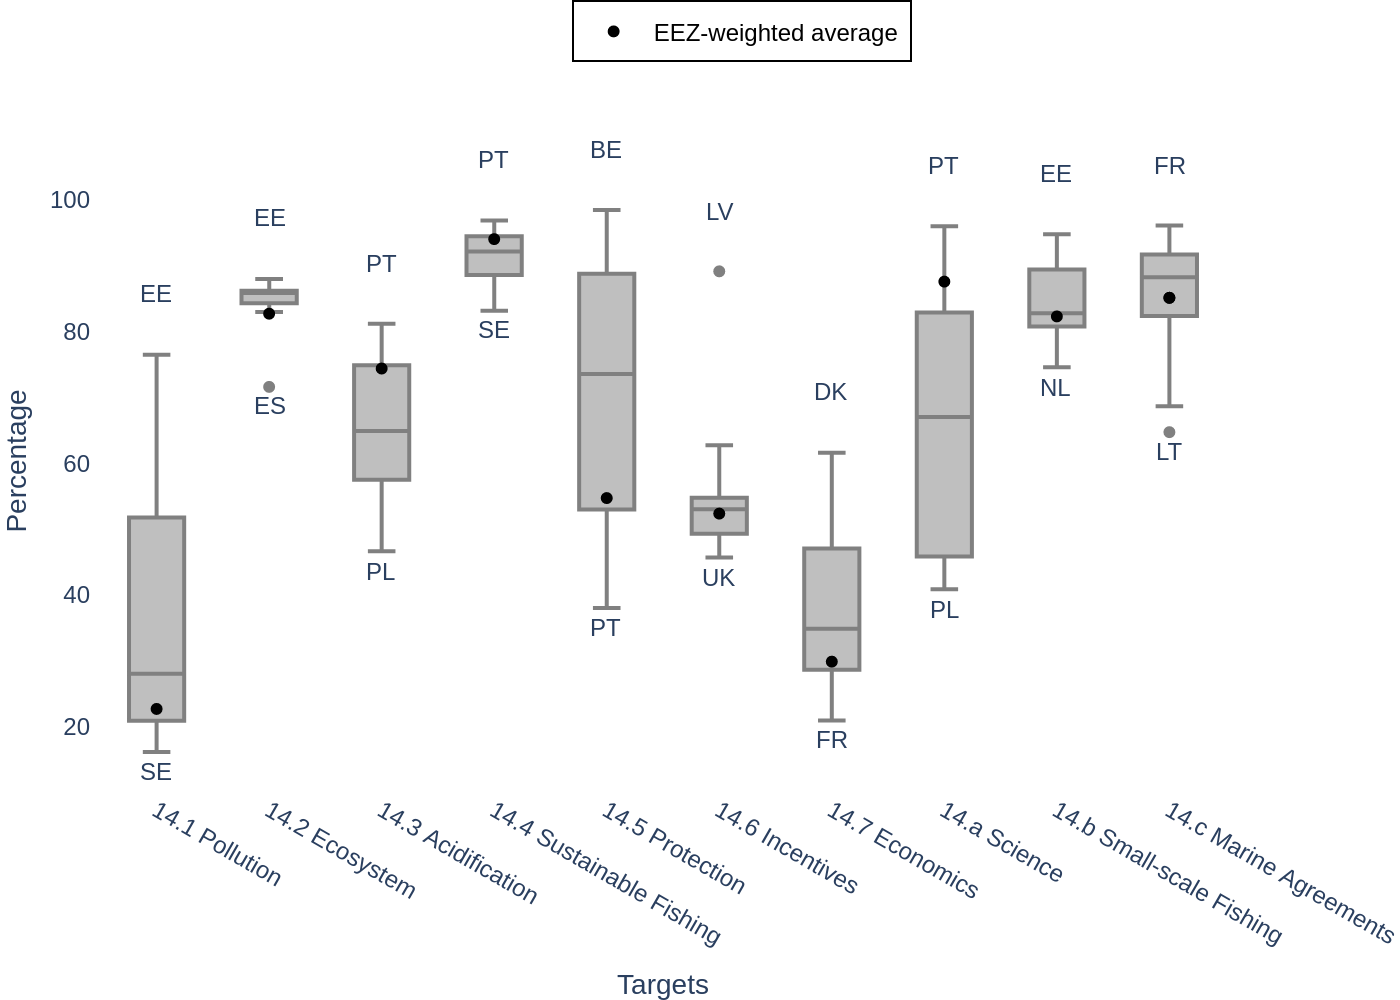 EEZ-weighted average
BE
PT
PT
FR
EE
100
LV
EE
PT
EE
80
SE
NL
DK
ES
LT
Percentage
60
PL
UK
40
PL
PT
20
FR
SE
14.1 Pollution
14.2 Ecosystem
14.3 Acidification
14.4 Sustainable Fishing
14.5 Protection
14.6 Incentives
14.7 Economics
14.a Science
14.b Small-scale Fishing
14.c Marine Agreements
Targets